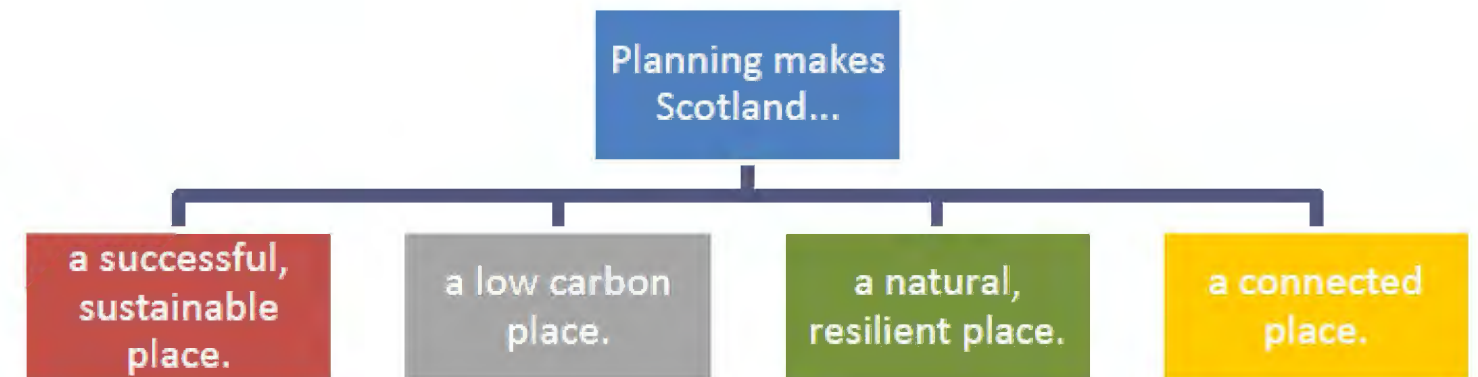 Planning makes
Scotland...
a successful,
sustainable
place.
a low carbon
place.
a natural,
resilient place.
a connected
place.